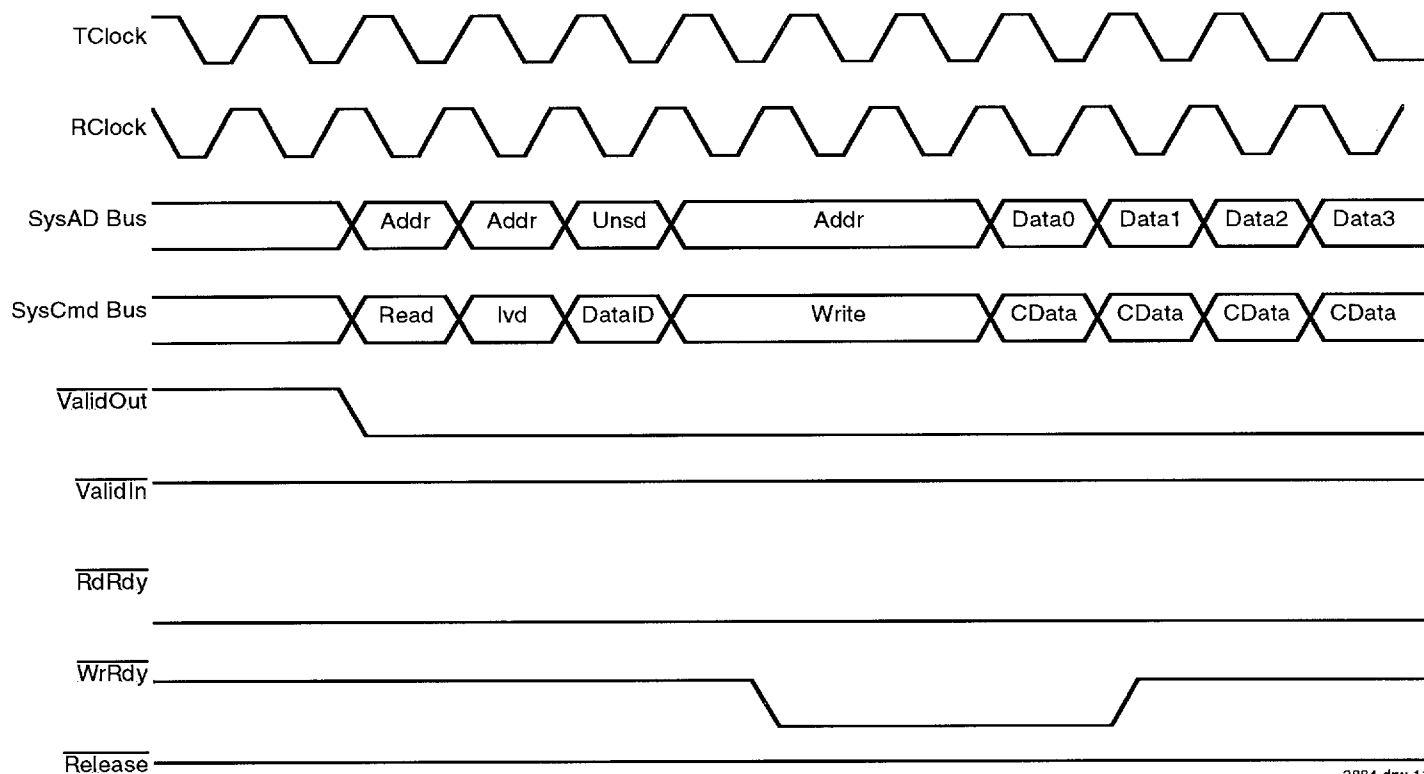 TClock
RClock
SysAD Bus Addr Addr Unsd Addr Data0 Data1 Data2 Data3
SysCmd Bus Read Ivd DataID Write CData CData CData CData
ValidOut
ValidIn
RdRdy
WrRdy
Release